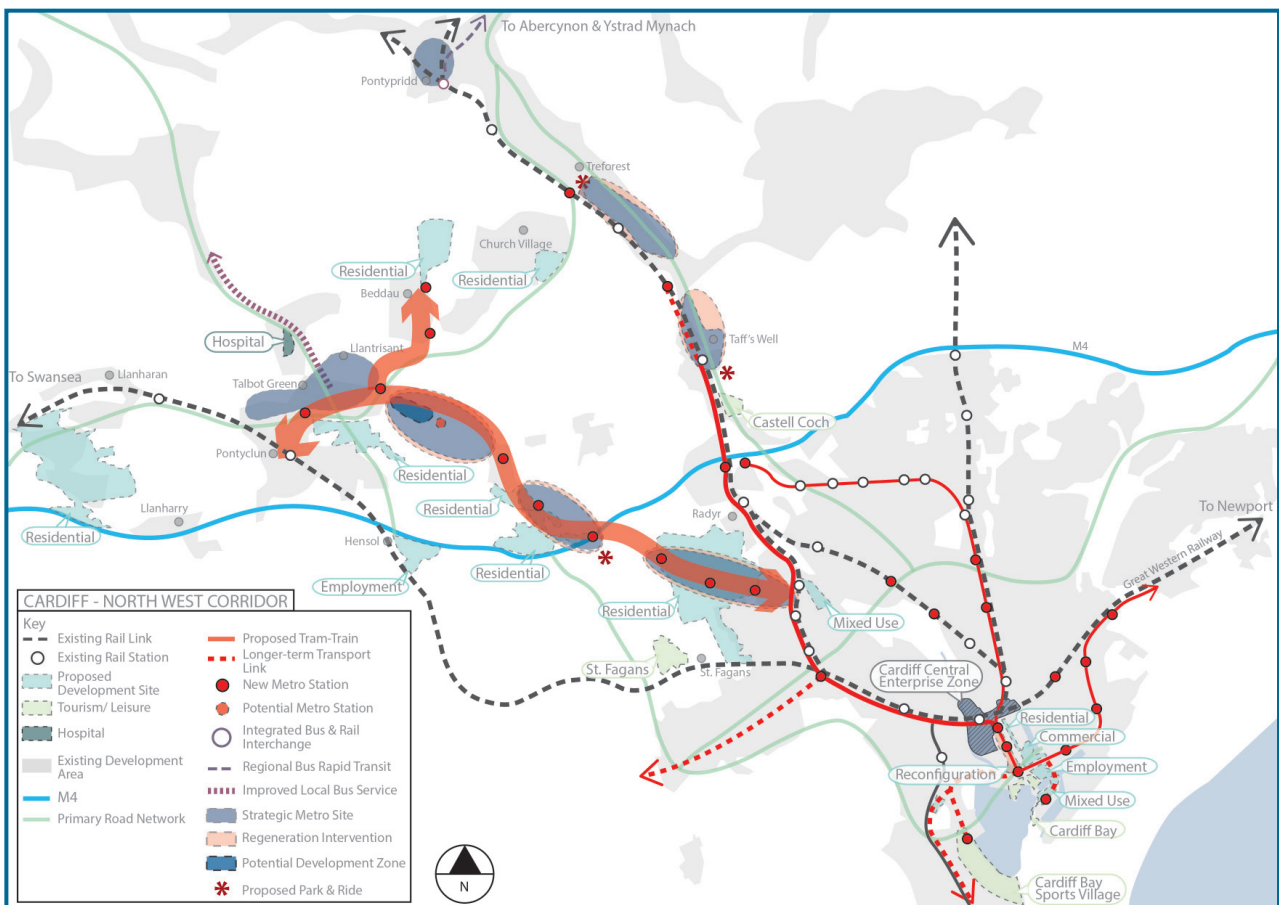 To Abercynon & Ystrad Mynach
Pontypridd
Treforest
Church Village
Residential
Residential
Beddau
Hospital
Llantrisant
Taff's Well
M4
To Swansea
Llanharan
Talbot Green
Castell Coch
Pontyclun
Residential
Residential
Radyr
To Newport
Llanharry
Residential
Hensol
Great Western Railway
Residential
Employment
Residential
Mixed Use
St. Fagans
St. Fagans
Cardiff Central
Enterprise Zone
Residential
Commercial
Reconfiguration
Employment
Mixed Use
Cardiff Bay
Cardiff Bay
Sports Village
CARDIFF - NORTH WEST CORRIDOR
Key
Existing Rail Link
Existing Rail Station
Proposed
Development Site
Tourism/ Leisure
Hospital
Existing Development
Area
M4
Primary Road Network
Proposed Tram-Train
Longer-term Transport
Link
New Metro Station
Potential Metro Station
Integrated Bus & Rail
Interchange
Regional Bus Rapid Transit
Improved Local Bus Service
Strategic Metro Site
Regeneration Intervention
Potential Development Zone
Proposed Park & Ride
N